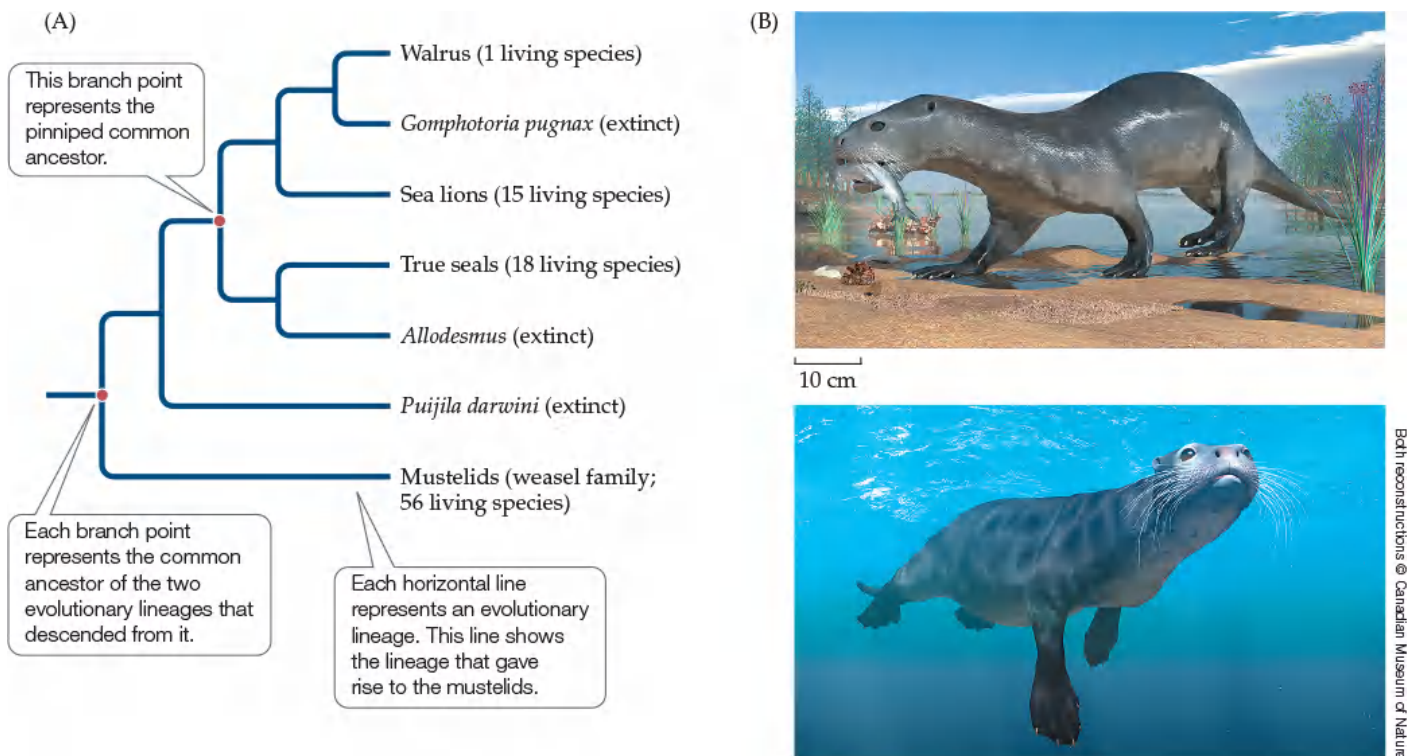 (A)
This branch point
represents the
pinniped common
ancestor.
Walrus (1 living species)
Gomphotoria pugnax (extinct)
Sea lions (15 living species)
True seals (18 living species)
Allodesmus (extinct)
Puijila darwini (extinct)
Mustelids (weasel family;
56 living species)
Each branch point
represents the common
ancestor of the two
evolutionary lineages that
descended from it.
Each horizontal line
represents an evolutionary
lineage. This line shows
the lineage that gave
rise to the mustelids.
(B)
10 cm
Both reconstructions © Canadian Museum of Nature